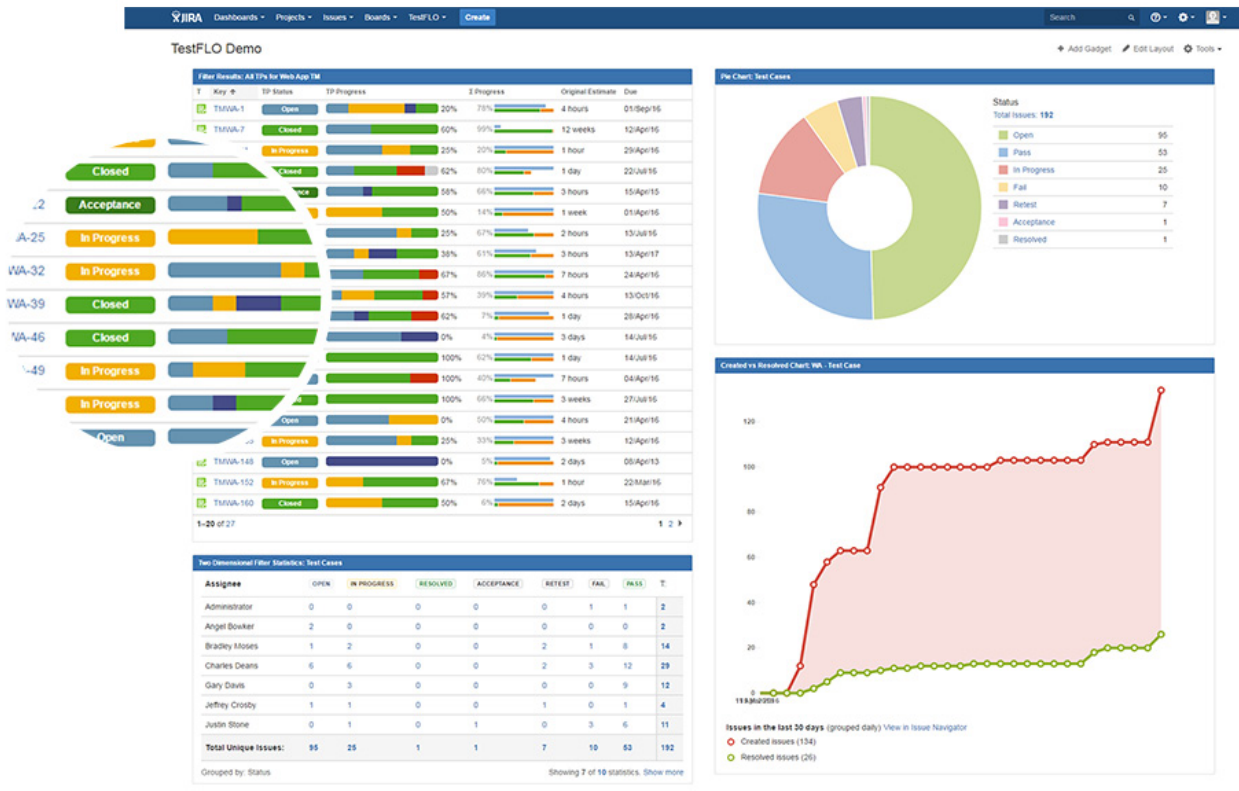 JIRA Dashboards Projects Issues Boards TestFLO Create Search
TestFLO Demo
Add Gadget Edit Layout Tools
Filter Results: All TPs for Web App TM
T Key TP Status TP Progress Σ Progress Original Estimate Due
TMWA-1 Open 20% 78% 4 hours 01/Sep/16
TMWA-7 Closed 60% 99% 12 weeks 12/Apr/16
In Progress 25% 20% 1 hour 29/Apr/16
Closed 62% 80% 1 day 22/Jul/16
58% 66% 3 hours 15/Apr/15
50% 14% 1 week 01/Apr/16
25% 67% 2 hours 13/Jul/16
38% 61% 3 hours 13/Apr/17
67% 86% 7 hours 24/Apr/16
57% 39% 4 hours 13/Oct/16
62% 7% 1 day 28/Apr/16
0% 4% 3 days 14/Jul/16
100% 62% 1 day 14/Jul/16
100% 40% 7 hours 04/Apr/16
100% 66% 3 weeks 27/Jul/16
Open 0% 50% 4 hours 21/Apr/16
In Progress 25% 33% 3 weeks 12/Apr/16
TMWA-148 Open 0% 5% 2 days 08/Apr/13
TMWA-152 In Progress 67% 76% 1 hour 22/Mar/16
TMWA-160 Closed 50% 6% 2 days 15/Apr/16
1–20 of 27 1 2
Closed
2 Acceptance
A-25 In Progress
WA-32 In Progress
WA-39 Closed
WA-46 Closed
-49 In Progress
In Progress
Open
Two Dimensional Filter Statistics: Test Cases
Assignee OPEN IN PROGRESS RESOLVED ACCEPTANCE RETEST FAIL PASS T:
Administrator 0 0 0 0 0 1 1 2
Angel Bowker 2 0 0 0 0 0 0 2
Bradley Moses 1 2 0 0 2 1 8 14
Charles Deans 6 6 0 0 2 3 12 29
Gary Davis 0 3 0 0 0 0 9 12
Jeffrey Crosby 1 1 0 0 1 0 1 4
Justin Stone 0 1 0 1 0 3 6 11
Total Unique Issues: 95 25 1 1 7 10 53 192
Grouped by: Status Showing 7 of 10 statistics. Show more
Pie Chart: Test Cases
Status
Total Issues: 192
Open 95
Pass 53
In Progress 25
Fail 10
Retest 7
Acceptance 1
Resolved 1
Created vs Resolved Chart: WA - Test Case
120
100
80
60
40
20
0
Issues in the last 30 days (grouped daily) View in Issue Navigator
Created issues (134)
Resolved issues (26)